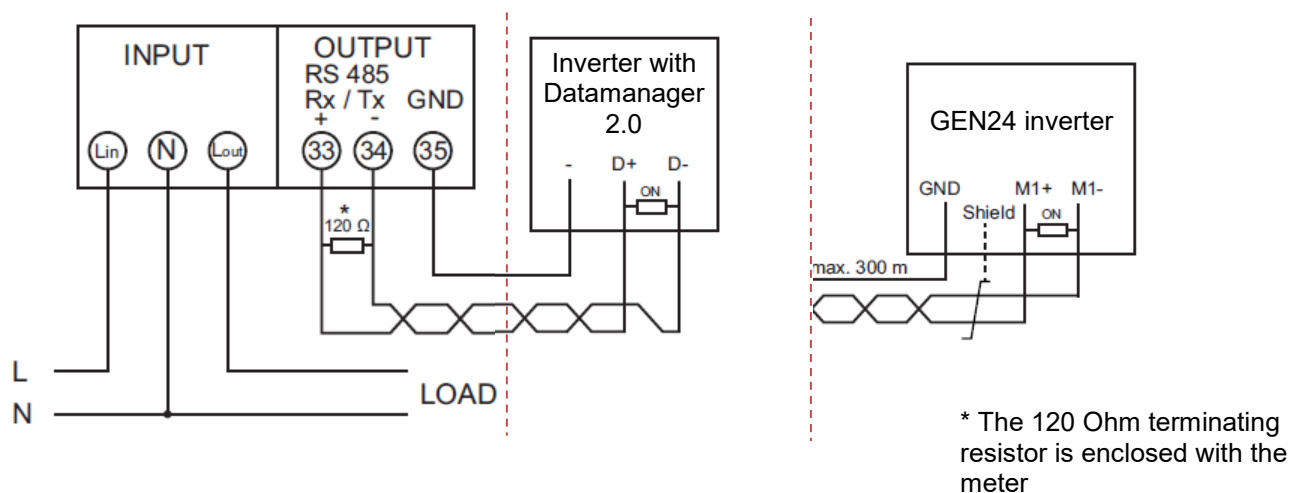 INPUT
OUTPUT
RS 485
Rx / Tx GND
+ -
Lin N Lout 33 34 35
*
120 Ω
L
N
LOAD
Inverter with
Datamanager
2.0
- D+ D-
ON
GEN24 inverter
GND M1+ M1-
Shield ON
max. 300 m
* The 120 Ohm terminating
resistor is enclosed with the
meter